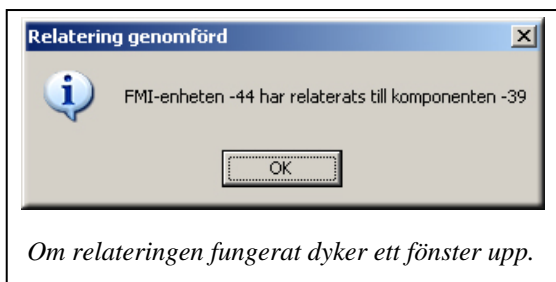 Relatering genomförd
FMI-enheten -44 har relaterats till komponenten -39
OK
Om relateringen fungerat dyker ett fönster upp.